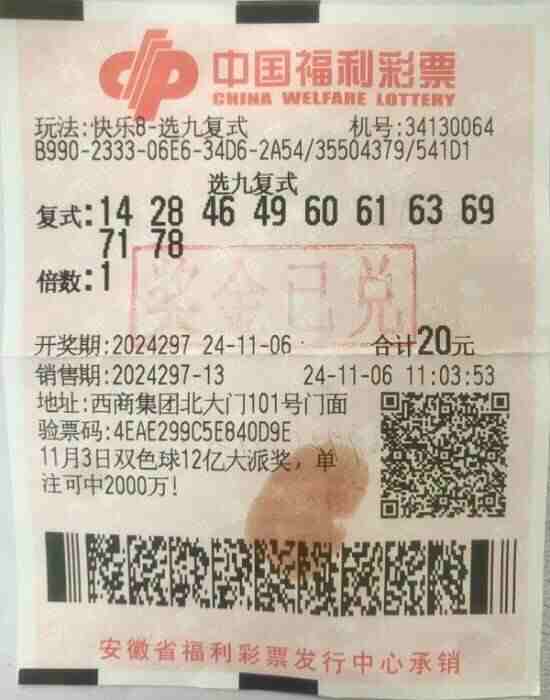 中国福利彩票
CHINA WELFARE LOTTERY
玩法:快乐8-选九复式 机号:34130064
B990-2333-06E6-34D6-2A54/35504379/541D1
选九复式
复式:14 28 46 49 60 61 63 69
71 78
倍数:1
奖金已兑
开奖期:2024297 24-11-06 合计20元
销售期:2024297-13 24-11-06 11:03:53
地址:西商集团北大门101号门面
验票码:4EAE299C5E840D9E
11月3日双色球12亿大派奖,单
注可中2000万!
安徽省福利彩票发行中心承销